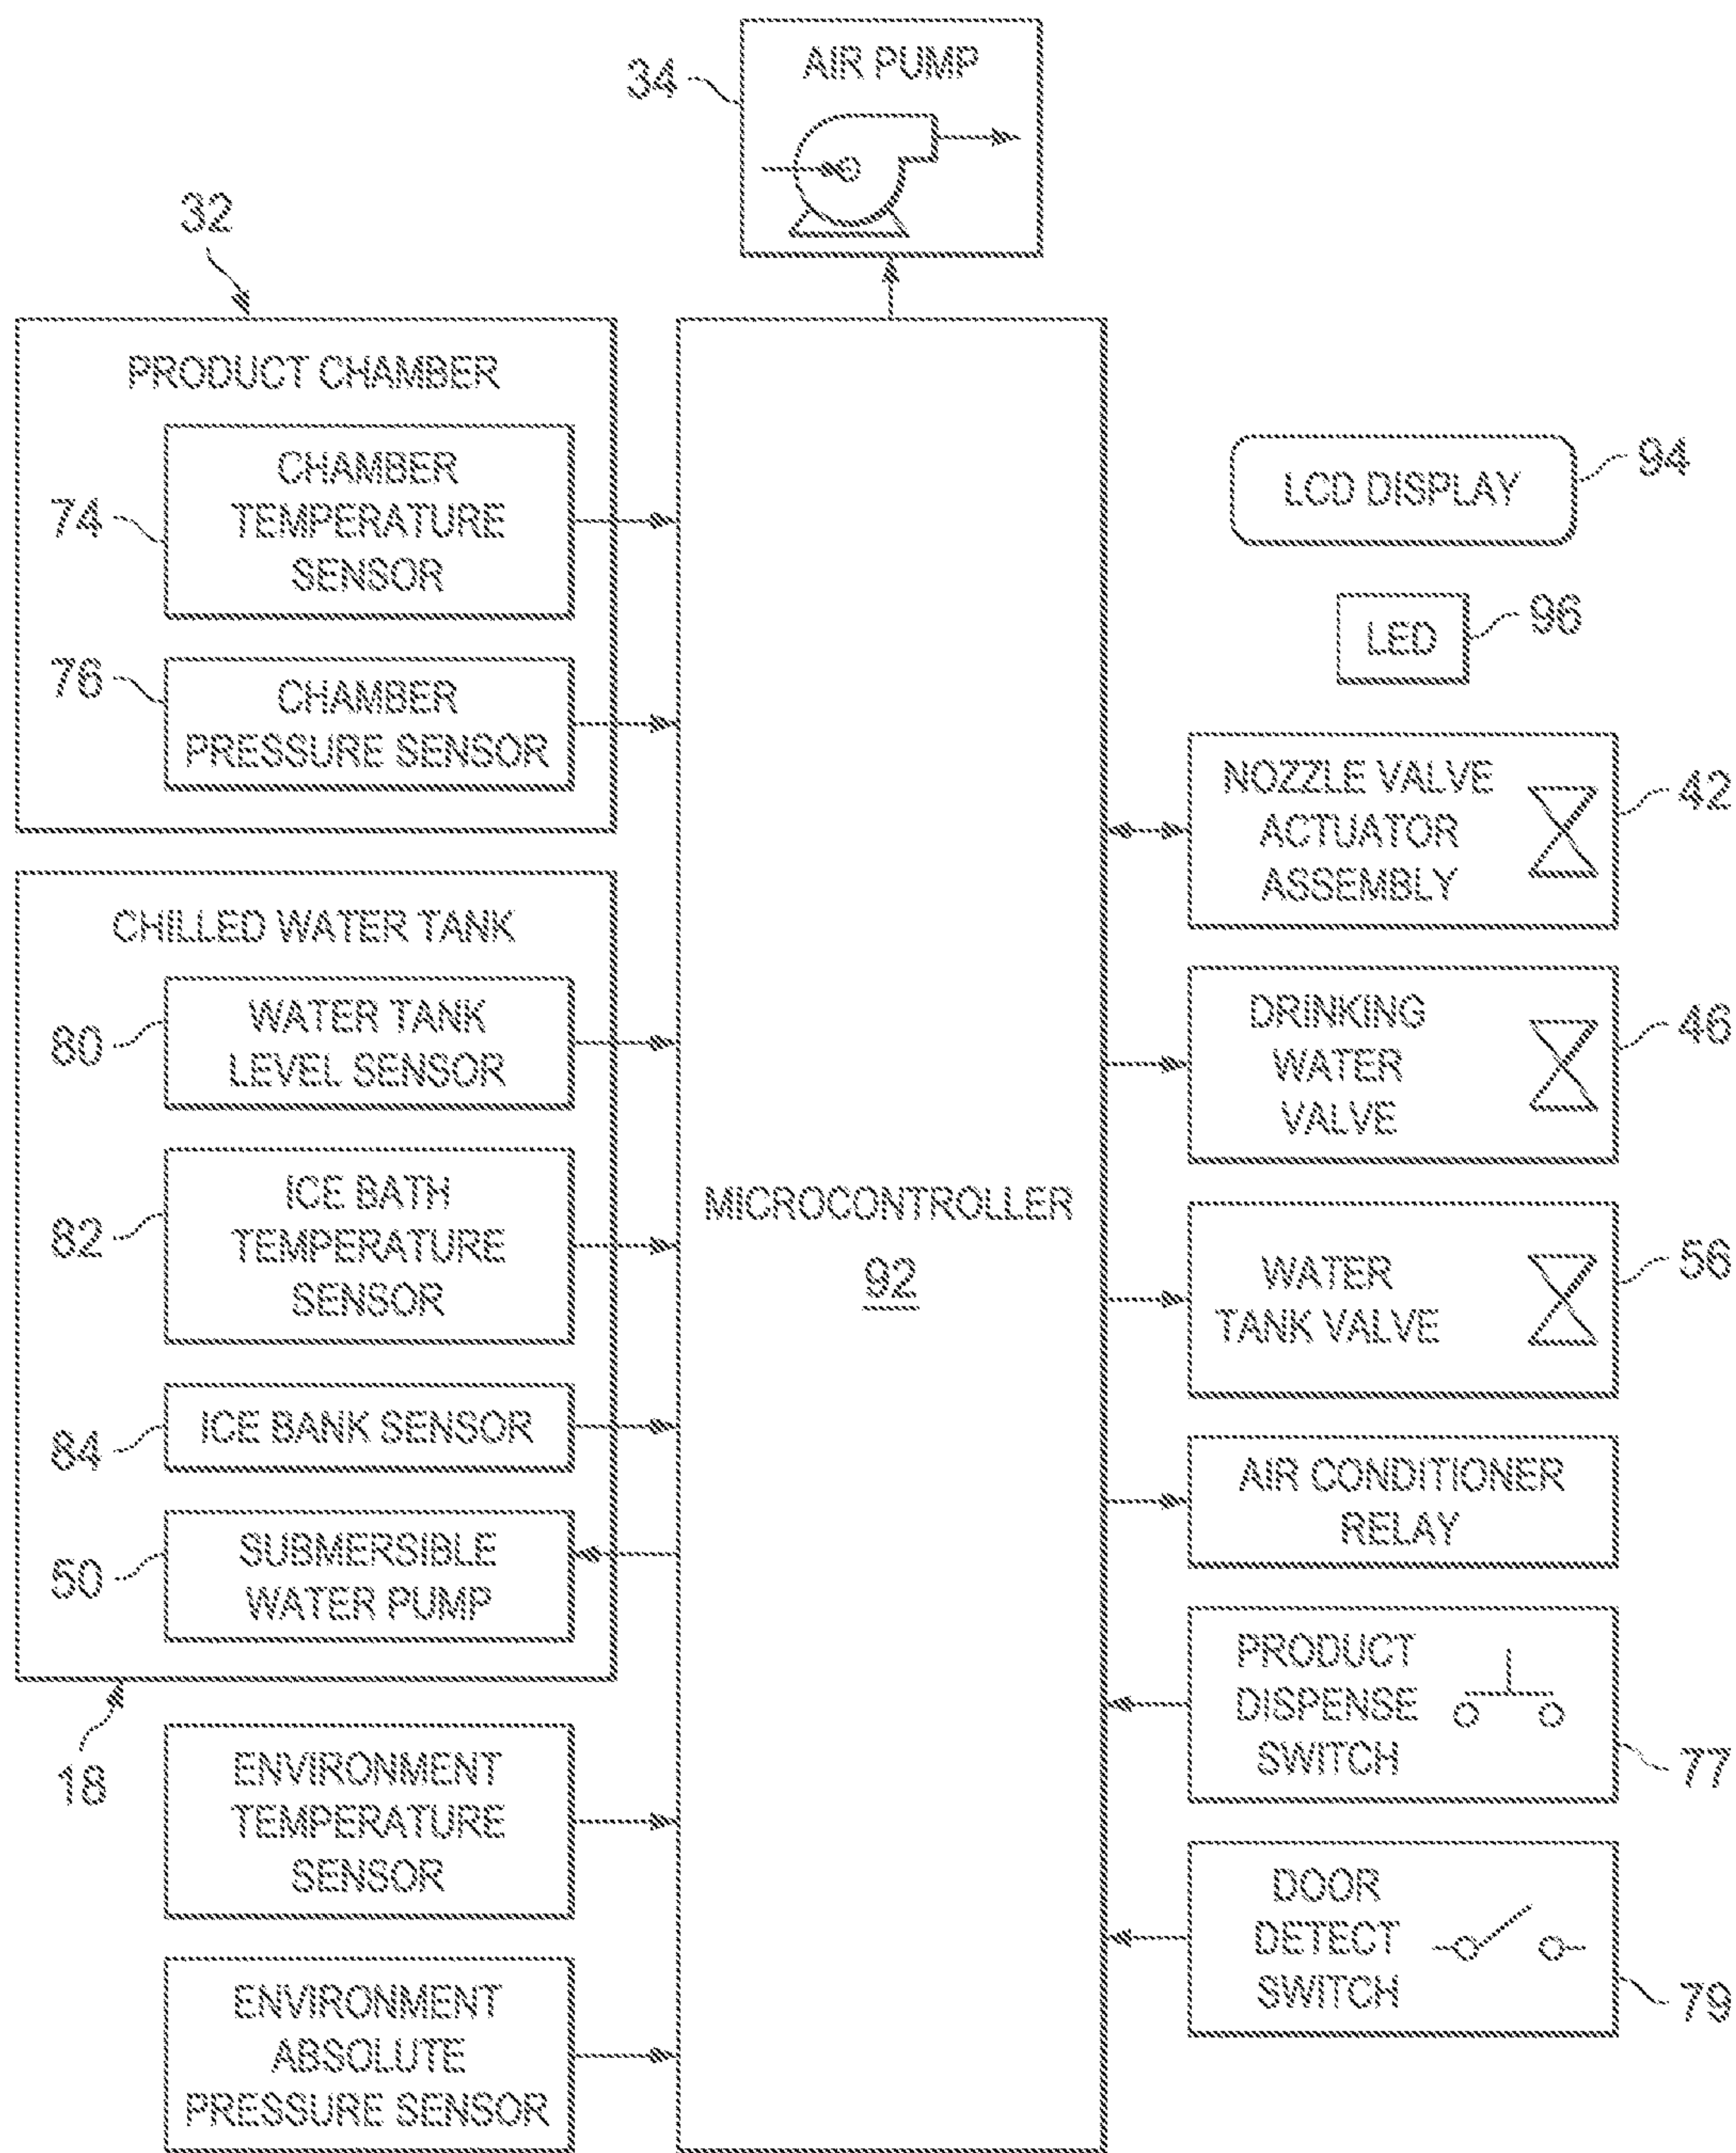 AIR PUMP
34
32
PRODUCT CHAMBER
CHAMBER
TEMPERATURE
SENSOR
74
CHAMBER
PRESSURE SENSOR
76
CHILLED WATER TANK
WATER TANK
LEVEL SENSOR
80
ICE BATH
TEMPERATURE
SENSOR
82
ICE BANK SENSOR
84
SUBMERSIBLE
WATER PUMP
50
18
ENVIRONMENT
TEMPERATURE
SENSOR
ENVIRONMENT
ABSOLUTE
PRESSURE SENSOR
MICROCONTROLLER
92
LCD DISPLAY
94
LED
96
NOZZLE VALVE
ACTUATOR
ASSEMBLY
42
DRINKING
WATER
VALVE
46
WATER
TANK VALVE
56
AIR CONDITIONER
RELAY
PRODUCT
DISPENSE
SWITCH
77
DOOR
DETECT
SWITCH
79